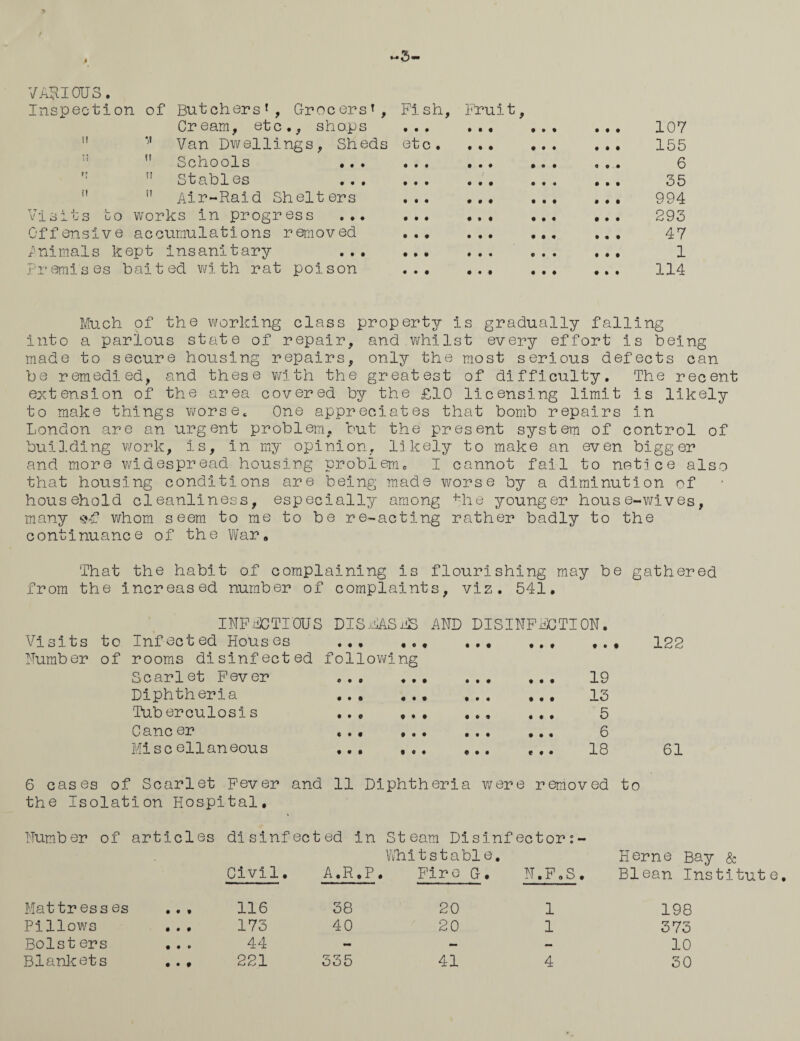 -3-
VARIOUS.
Inspection of Butchers', Grocers', Fish, Fruit,
Cream, etc., shops ... ... ... ... 107
" " Van Dwellings, Sheds etc. ... ... ... 155
" " Schools ... ... ... ... ... 6
" " Stables ... ... ... ... ... 35
" " Air-Raid Shelters ... ... ... ... 994
Visits to works in progress ... ... ... ... ... 293
Offensive accumulations removed ... ... ... ... 47
Animals kept insanitary ... ... ... ... ... 1
Premises baited with rat poison ... ... ... ... 114
Much of the working class property is gradually falling
into a parlous state of repair, and whilst every effort is being
made to secure housing repairs, only the most serious defects can
be remedied, and these with the greatest of difficulty. The recent
extension of the area covered by the £10 licensing limit is likely
to make things worse. One appreciates that bomb repairs in
London are an urgent problem, but the present system of control of
building work, is, in my opinion, likely to make an even bigger
and more widespread housing problem. I cannot fail to notice also
that housing conditions are being made worse by a diminution of
household cleanliness, especially among the younger house-wives,
many of whom seem to me to be re-acting rather badly to the
continuance of the War.
That the habit of complaining is flourishing may be gathered
from the increased number of complaints, viz. 541.
INFECTIOUS DISEASES AND DISINFECTION.
Visits to Infected Houses ... ... ... ... ... 122
Number of rooms disinfected following
Scarlet Fever ... ... ... ... 19
Diphtheria ... ... ... ... 13
Tuberculosis ... ... ... ... 5
Cancer ... ... ... ... 6
Miscellaneous ... ... ... ... 18 61
6 cases of Scarlet Fever and 11 Diphtheria were removed to
the Isolation Hospital.
Number of articles disinfected in Steam Disinfector:-
Whitstable. Herne Bay &
Civil. A.R.P. Fire G. N.F.S. Blean Institute.
Mattresses ... 116 38 20 1 198
Pillows ... 173 40 20 1 373
Bolsters ... 44 - - - 10
Blankets ... 221 335 41 4 30